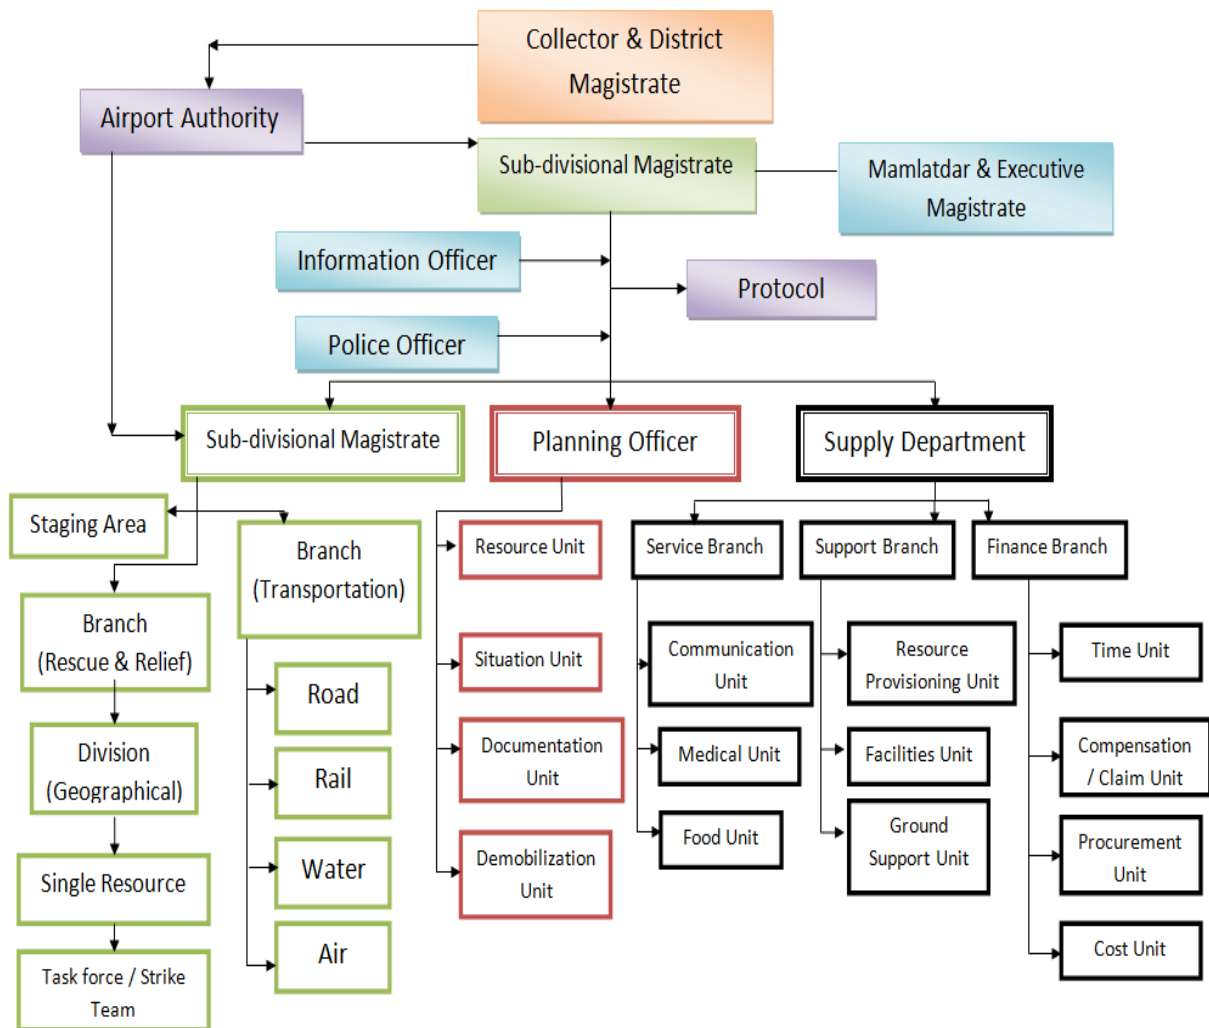 Collector & District
Magistrate
Airport Authority
Sub-divisional Magistrate
Mamlatdar & Executive
Magistrate
Information Officer
Protocol
Police Officer
Sub-divisional Magistrate
Planning Officer
Supply Department
Staging Area
Branch
(Transportation)
Branch
(Rescue & Relief)
Division
(Geographical)
Single Resource
Task force / Strike
Team
Road
Rail
Water
Air
Resource Unit
Situation Unit
Documentation
Unit
Demobilization
Unit
Service Branch
Communication
Unit
Medical Unit
Food Unit
Support Branch
Resource
Provisioning Unit
Facilities Unit
Ground
Support Unit
Finance Branch
Time Unit
Compensation
/ Claim Unit
Procurement
Unit
Cost Unit